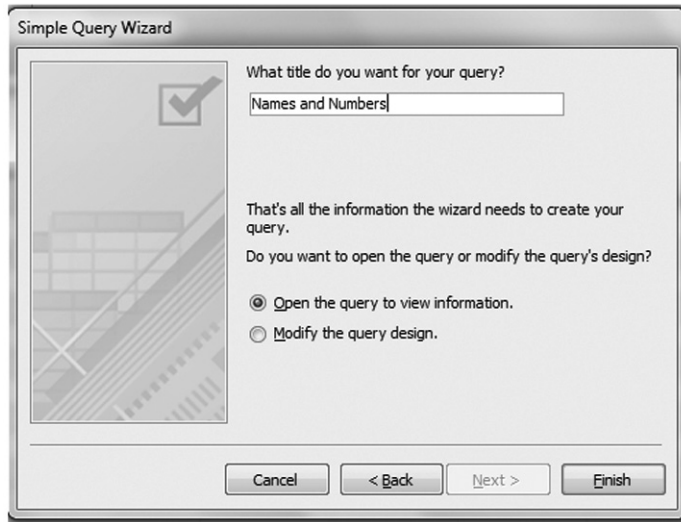 Simple Query Wizard
What title do you want for your query?
Names and Numbers
That's all the information the wizard needs to create your
query.
Do you want to open the query or modify the query's design?
Open the query to view information.
Modify the query design.
Cancel < Back Next > Finish